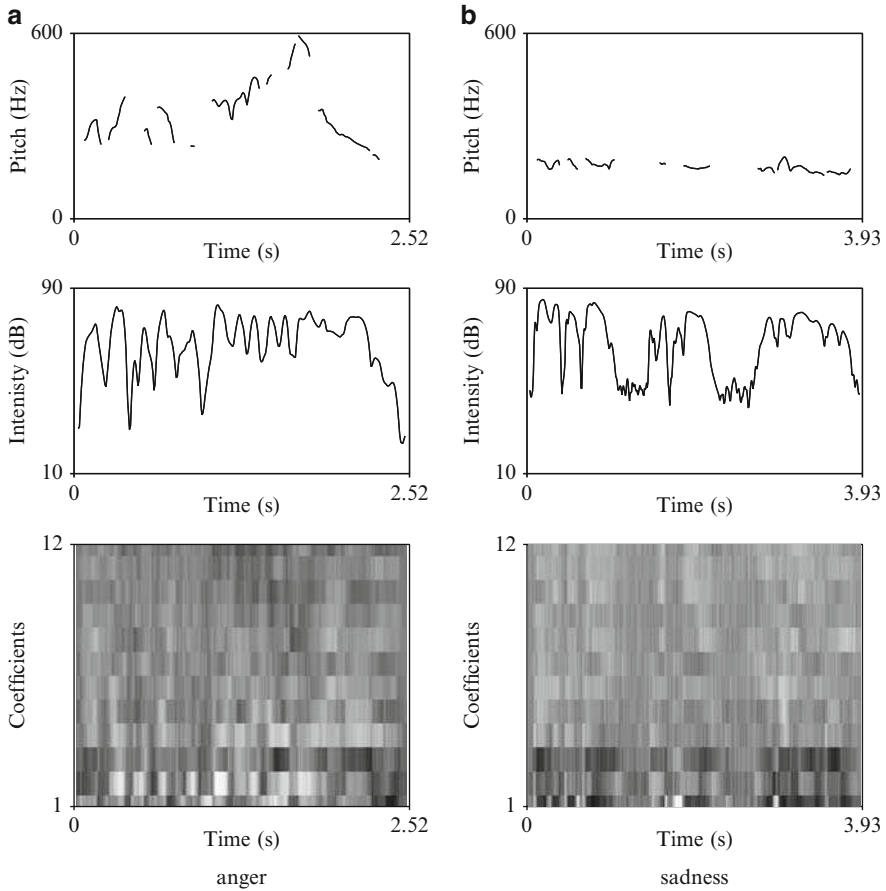 a
600
Pitch (Hz)
0
0
Time (s)
2.52
90
Intenisty (dB)
10
0
Time (s)
2.52
12
Coefficients
1
0
Time (s)
2.52
anger
b
600
Pitch (Hz)
0
0
Time (s)
3.93
90
Intensity (dB)
10
0
Time (s)
3.93
12
Coefficients
1
0
Time (s)
3.93
sadness